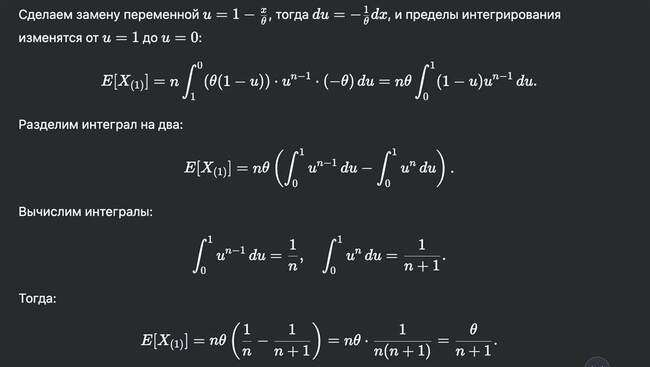 Сделаем замену переменной u = 1 − x/θ, тогда du = −1/θ dx, и пределы интегрирования
изменятся от u = 1 до u = 0:
E[X₍₁₎] = n ∫₁⁰ (θ(1 − u)) · uⁿ⁻¹ · (−θ) du = nθ ∫₀¹ (1 − u)uⁿ⁻¹ du.
Разделим интеграл на два:
E[X₍₁₎] = nθ (∫₀¹ uⁿ⁻¹ du − ∫₀¹ uⁿ du).
Вычислим интегралы:
∫₀¹ uⁿ⁻¹ du = 1/n, ∫₀¹ uⁿ du = 1/(n + 1).
Тогда:
E[X₍₁₎] = nθ (1/n − 1/(n + 1)) = nθ · 1/(n(n + 1)) = θ/(n + 1).